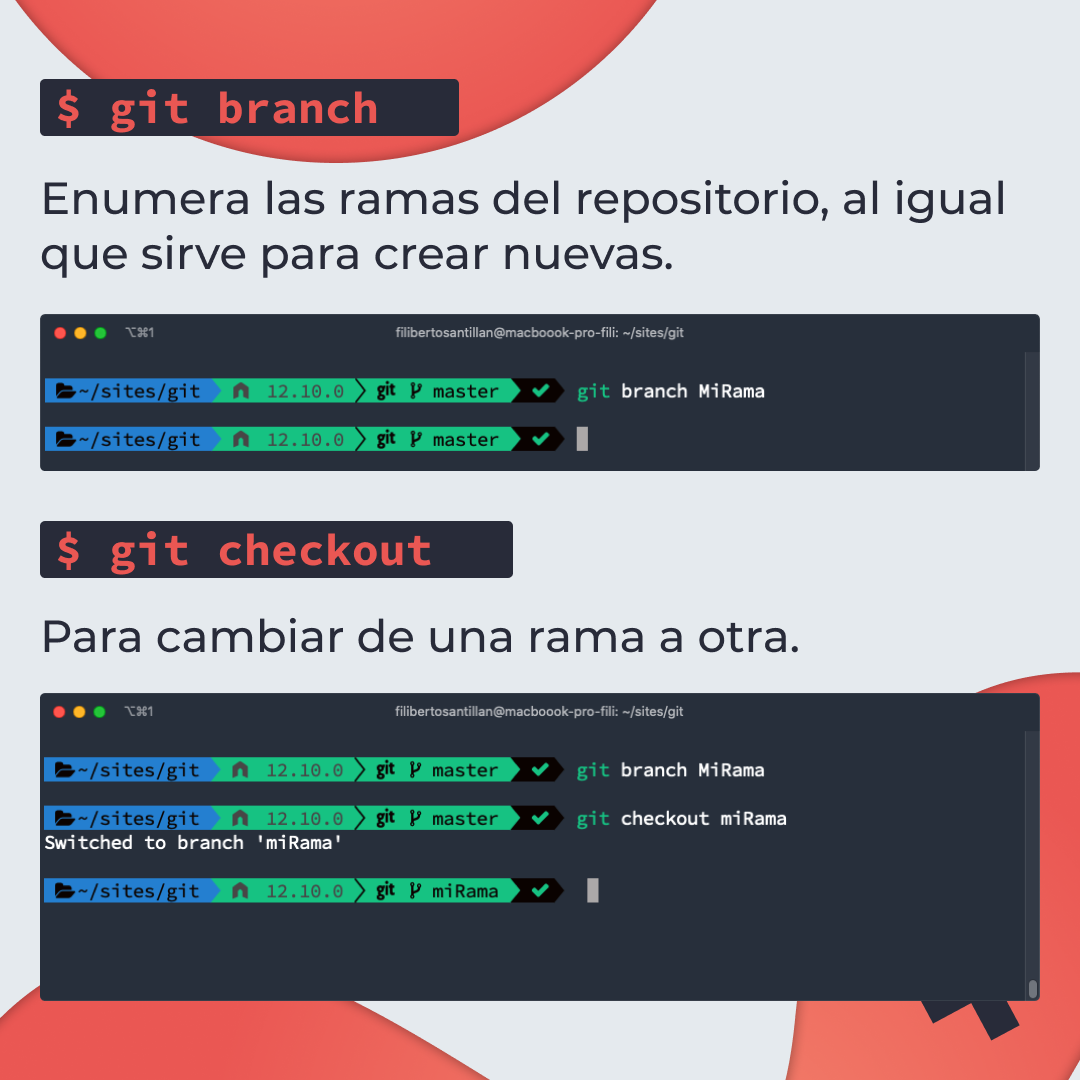 $ git branch
Enumera las ramas del repositorio, al igual
que sirve para crear nuevas.
⌥⌘1 filibertosantillan@macboook-pro-fili: ~/sites/git
~/sites/git 12.10.0 git master ✔ git branch MiRama
~/sites/git 12.10.0 git master ✔
$ git checkout
Para cambiar de una rama a otra.
⌥⌘1 filibertosantillan@macboook-pro-fili: ~/sites/git
~/sites/git 12.10.0 git master ✔ git branch MiRama
~/sites/git 12.10.0 git master ✔ git checkout miRama
Switched to branch 'miRama'
~/sites/git 12.10.0 git miRama ✔